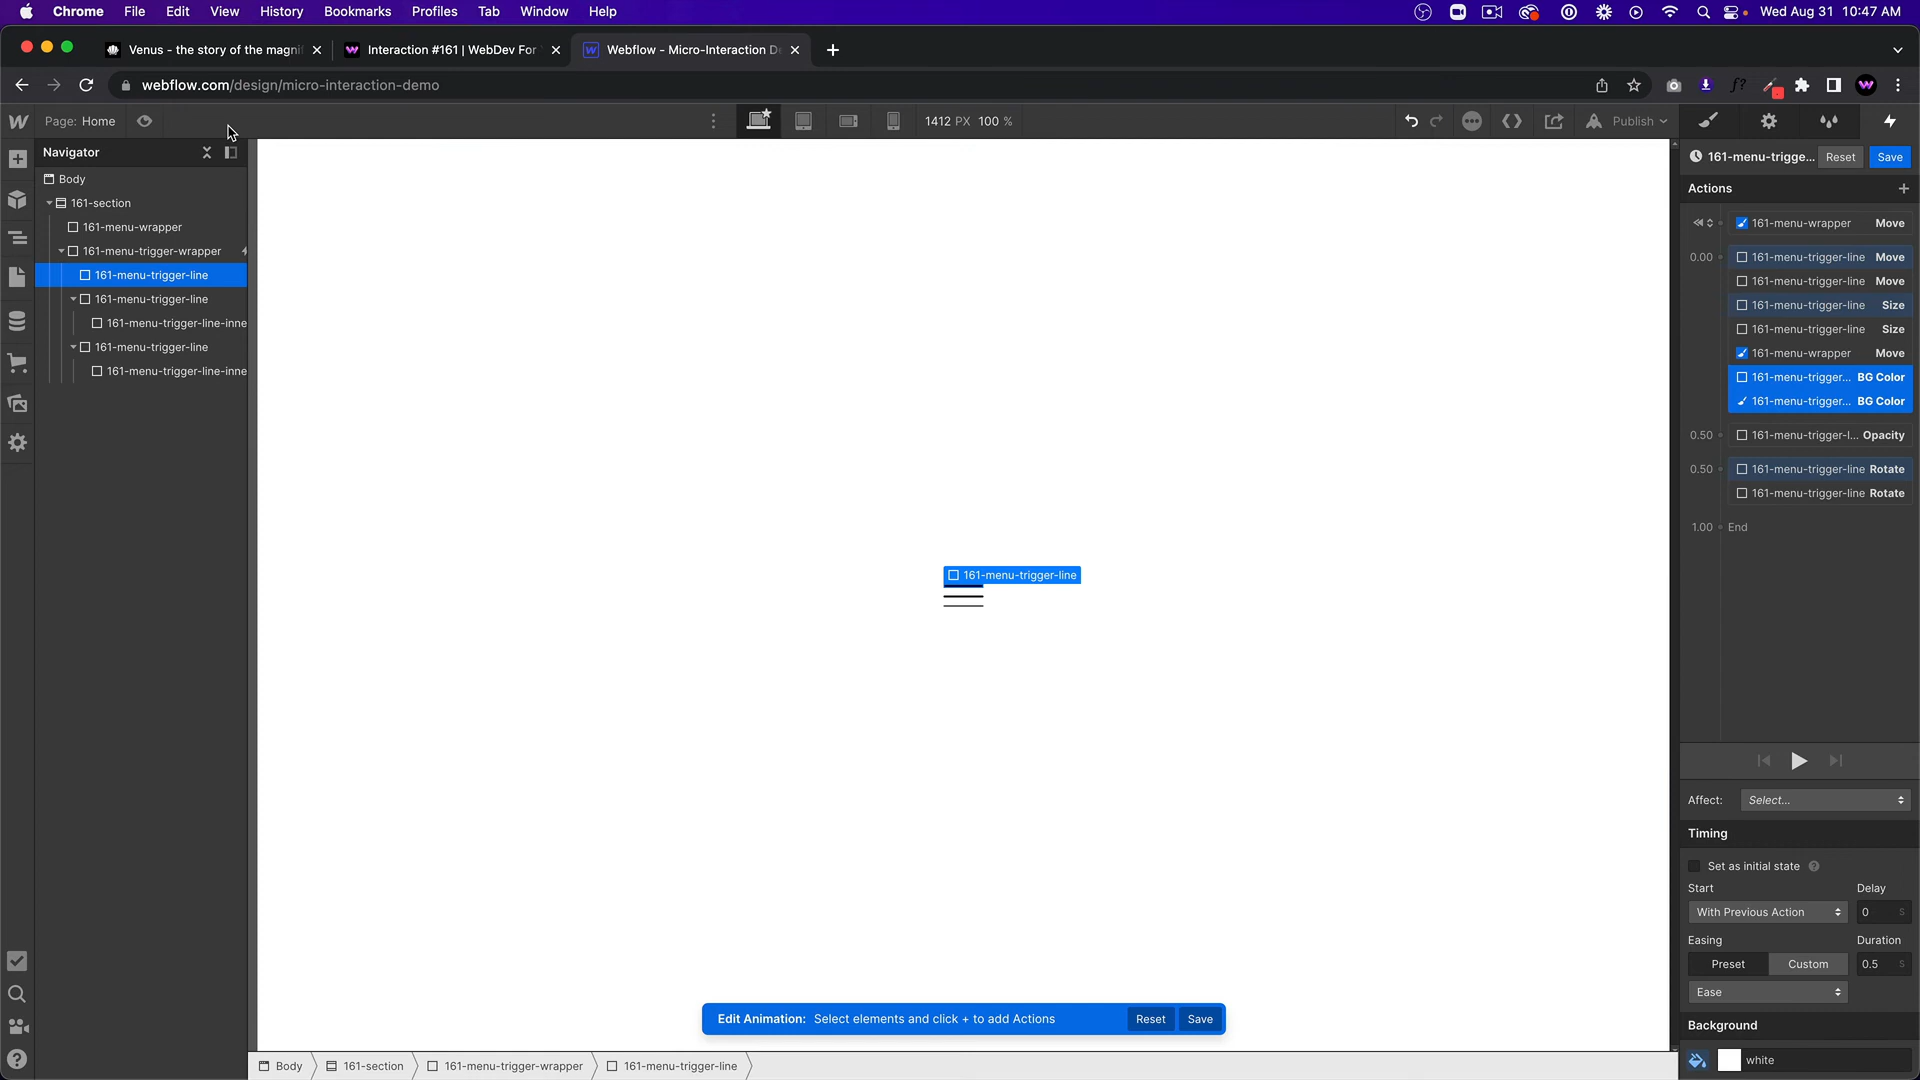 Chrome File Edit View History Bookmarks Profiles Tab Window Help
Wed Aug 31 10:47 AM
Venus - the story of the magni
Interaction #161 | WebDev For
Webflow - Micro-Interaction De
webflow.com/design/micro-interaction-demo
f?
Page: Home
1412 PX 100 %
Publish
Navigator
Body
161-section
161-menu-wrapper
161-menu-trigger-wrapper
161-menu-trigger-line
161-menu-trigger-line
161-menu-trigger-line-inne
161-menu-trigger-line
161-menu-trigger-line-inne
161-menu-trigger-line
Edit Animation: Select elements and click + to add Actions
Reset
Save
Body
161-section
161-menu-trigger-wrapper
161-menu-trigger-line
161-menu-trigge...
Reset
Save
Actions
161-menu-wrapper Move
0.00
161-menu-trigger-line Move
161-menu-trigger-line Move
161-menu-trigger-line Size
161-menu-trigger-line Size
161-menu-wrapper Move
161-menu-trigger... BG Color
161-menu-trigger... BG Color
0.50
161-menu-trigger-l... Opacity
0.50
161-menu-trigger-line Rotate
161-menu-trigger-line Rotate
1.00 End
Affect: Select...
Timing
Set as initial state
Start Delay
With Previous Action 0 S
Easing Duration
Preset Custom 0.5 S
Ease
Background
white